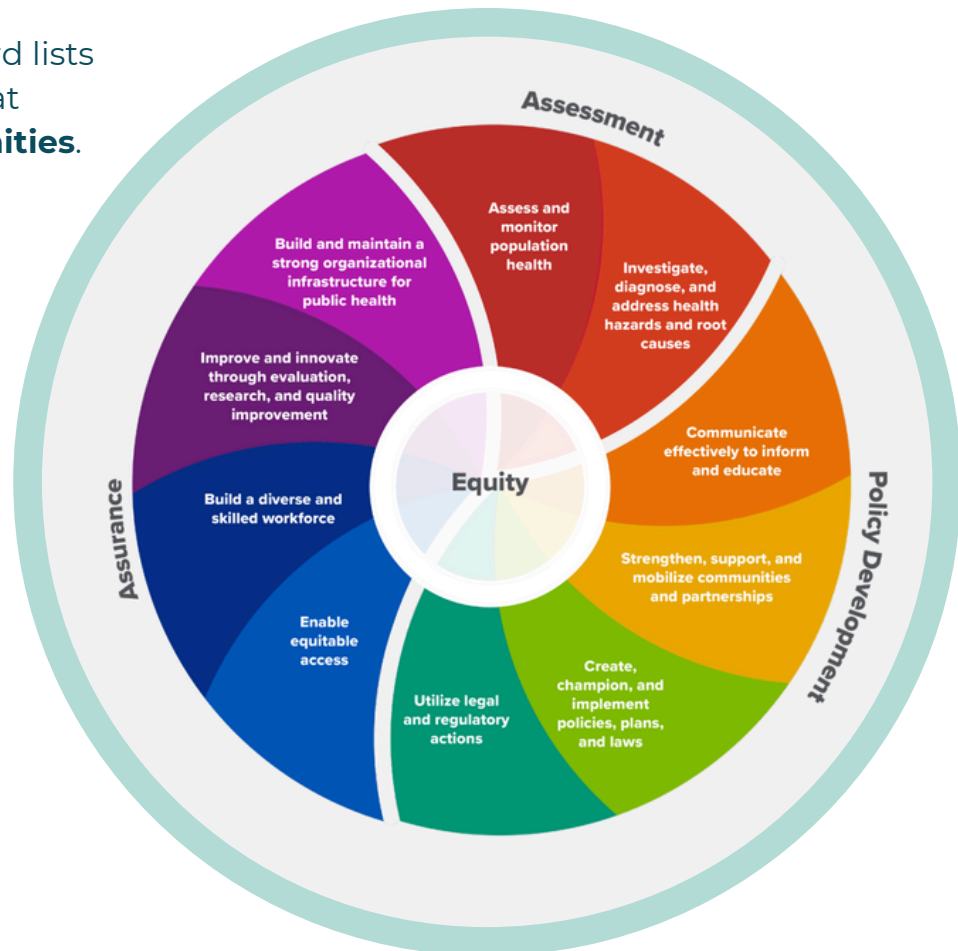 lists
Assessment
Assess and
monitor
population
health
Investigate,
diagnose, and
address health
hazards and root
causes
Communicate
effectively to inform
and educate
Strengthen, support, and
mobilize communities
and partnerships
Policy Development
Create,
champion, and
implement
policies, plans,
and laws
Utilize legal
and regulatory
actions
Enable
equitable
access
Build a diverse and
skilled workforce
Assurance
Improve and innovate
through evaluation,
research, and quality
improvement
Build and maintain a
strong organizational
infrastructure for
public health
Equity